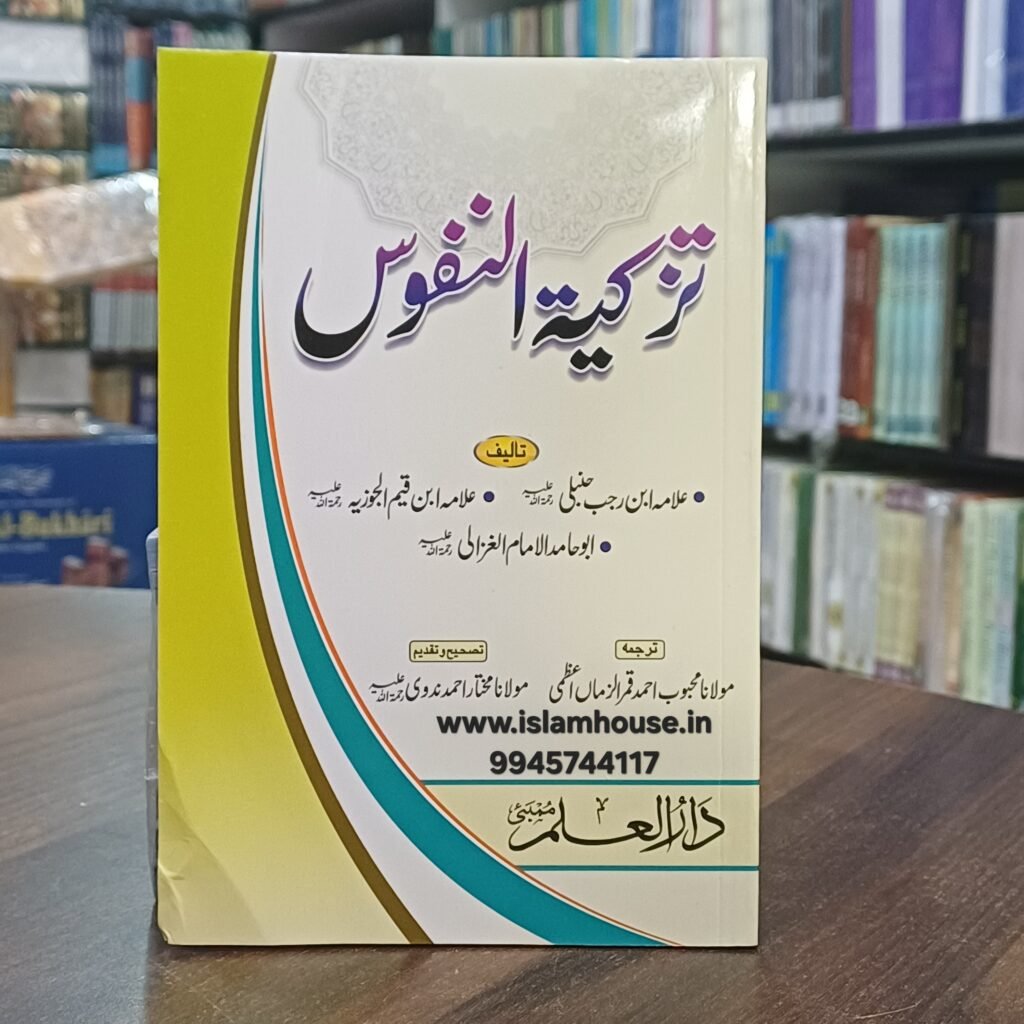 تزکیۃ النفوس
تالیف
• علامہ ابن رجب حنبلی رحمۃ اللہ علیہ • علامہ ابن قیم الجوزیہ رحمۃ اللہ علیہ
• ابو حامد الامام الغزالی رحمۃ اللہ علیہ
ترجمہ تصحیح و تقدیم
مولانا محبوب احمد قمر الزماں اعظمی مولانا مختار احمد ندوی رحمۃ اللہ علیہ
www.islamhouse.in
9945744117
دَارُ العلم ممبئی